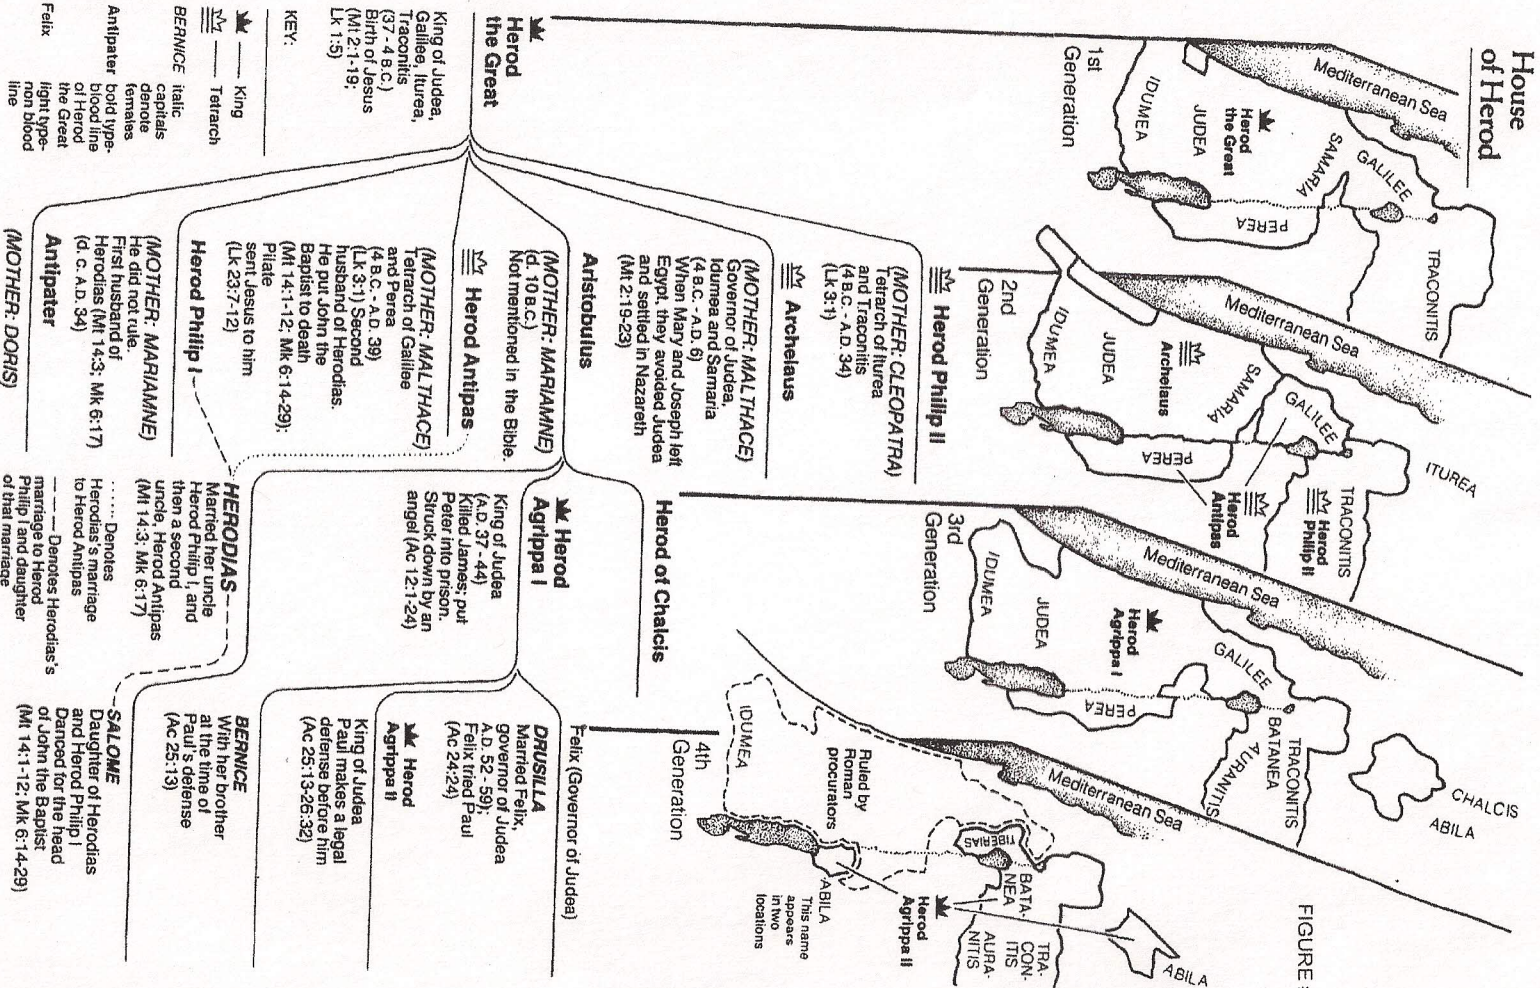 House
of Herod
FIGURE
1st
Generation
Mediterranean Sea
IDUMEA
JUDEA
Herod
the Great
SAMARIA
GALILEE
PEREA
TRACONITIS
2nd
Generation
Mediterranean Sea
IDUMEA
JUDEA
Archelaus
SAMARIA
GALILEE
PEREA
Herod
Antipas
Herod
Philip II
TRACONITIS
ITUREA
3rd
Generation
Mediterranean Sea
IDUMEA
JUDEA
Herod
Agrippa I
GALILEE
PEREA
TRACONITIS
BATANEA
AURANITIS
CHALCIS
ABILA
4th
Generation
Mediterranean Sea
IDUMEA
Ruled by
Roman
procurators
TIBERIAS
BATA-
NEA
TRA-
CON-
ITIS
AURA-
NITIS
Herod
Agrippa II
ABILA
ABILA
This name
appears
in two
locations
Herod
the Great
King of Judea,
Galilee, Iturea,
Traconitis
(37 - 4 B.C.)
Birth of Jesus
(Mt 2:1-19;
Lk 1:5)
KEY:
King
Tetrarch
BERNICE italic
capitals
denote
females
Antipater bold type-
blood line
of Herod
the Great
Felix light type-
non blood
line
Herod Philip II
(MOTHER: CLEOPATRA)
Tetrarch of Iturea
and Traconitis
(4 B.C. - A.D. 34)
(Lk 3:1)
Archelaus
(MOTHER: MALTHACE)
Governor of Judea,
Idumea and Samaria
(4 B.C. - A.D. 6)
When Mary and Joseph left
Egypt, they avoided Judea
and settled in Nazareth
(Mt 2:19-23)
Aristobulus
(MOTHER: MARIAMNE)
(d. 10 B.C.)
Not mentioned in the Bible.
Herod Antipas
(MOTHER: MALTHACE)
Tetrarch of Galilee
and Perea
(4 B.C. - A.D. 39)
(Lk 3:1) Second
husband of Herodias.
He put John the
Baptist to death
(Mt 14:1-12; Mk 6:14-29);
Pilate
sent Jesus to him
(Lk 23:7-12)
Herod Philip I
(MOTHER: MARIAMNE)
He did not rule.
First husband of
Herodias (Mt 14:3; Mk 6:17)
(d. c. A.D. 34)
Antipater
(MOTHER: DORIS)
Herod of Chalcis
Herod
Agrippa I
King of Judea
(A.D. 37 - 44)
Killed James; put
Peter into prison.
Struck down by an
angel (Ac 12:1-24)
HERODIAS
Married her uncle
Herod Philip I, and
then a second
uncle, Herod Antipas
(Mt 14:3; Mk 6:17)
...... Denotes
Herodias's marriage
to Herod Antipas
— — — Denotes Herodias's
marriage to Herod
Philip I and daughter
of that marriage
Felix (Governor of Judea)
DRUSILLA
Married Felix,
governor of Judea
A.D. 52 - 59);
Felix tried Paul
(Ac 24:24)
Herod
Agrippa II
King of Judea
Paul makes a legal
defense before him
(Ac 25:13-26:32)
BERNICE
With her brother
at the time of
Paul's defense
(Ac 25:13)
SALOME
Daughter of Herodias
and Herod Philip I
Danced for the head
of John the Baptist
(Mt 14:1-12; Mk 6:14-29)